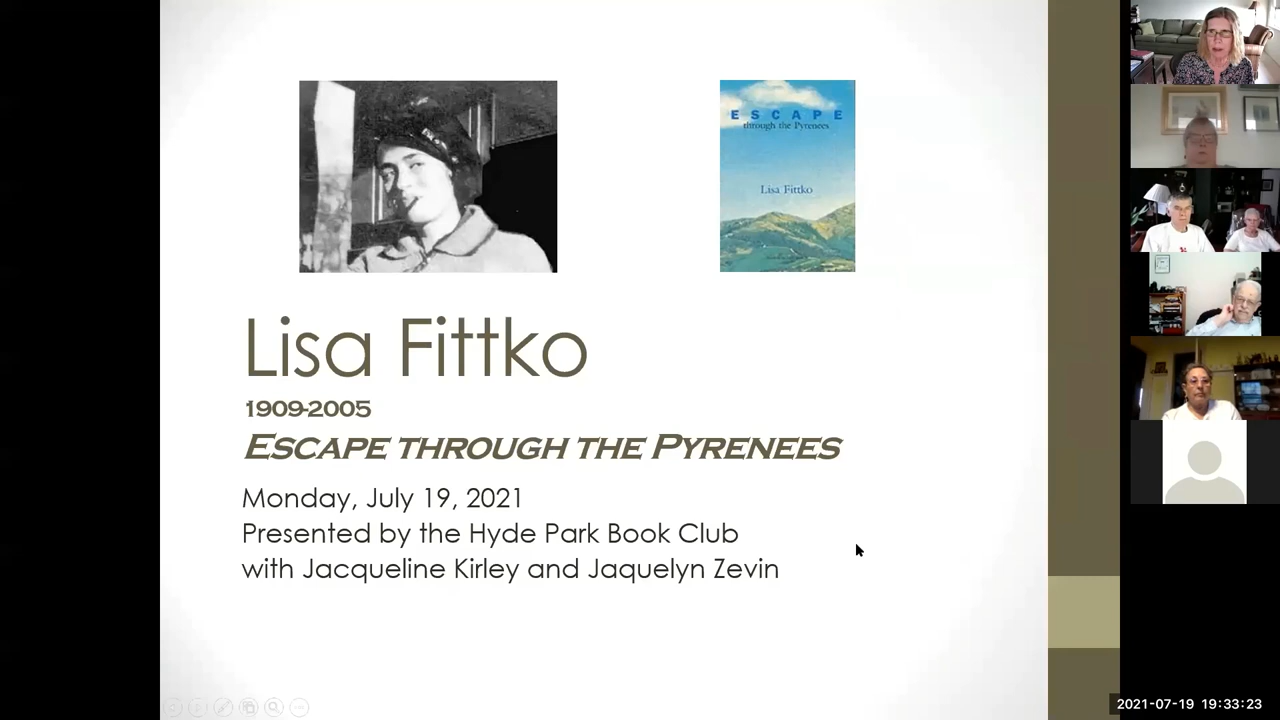 ESCAPE
through the Pyrenees
Lisa Fittko
Lisa Fittko
1909-2005
ESCAPE THROUGH THE PYRENEES
Monday, July 19, 2021
Presented by the Hyde Park Book Club
with Jacqueline Kirley and Jaquelyn Zevin
2021-07-19 19:33:23